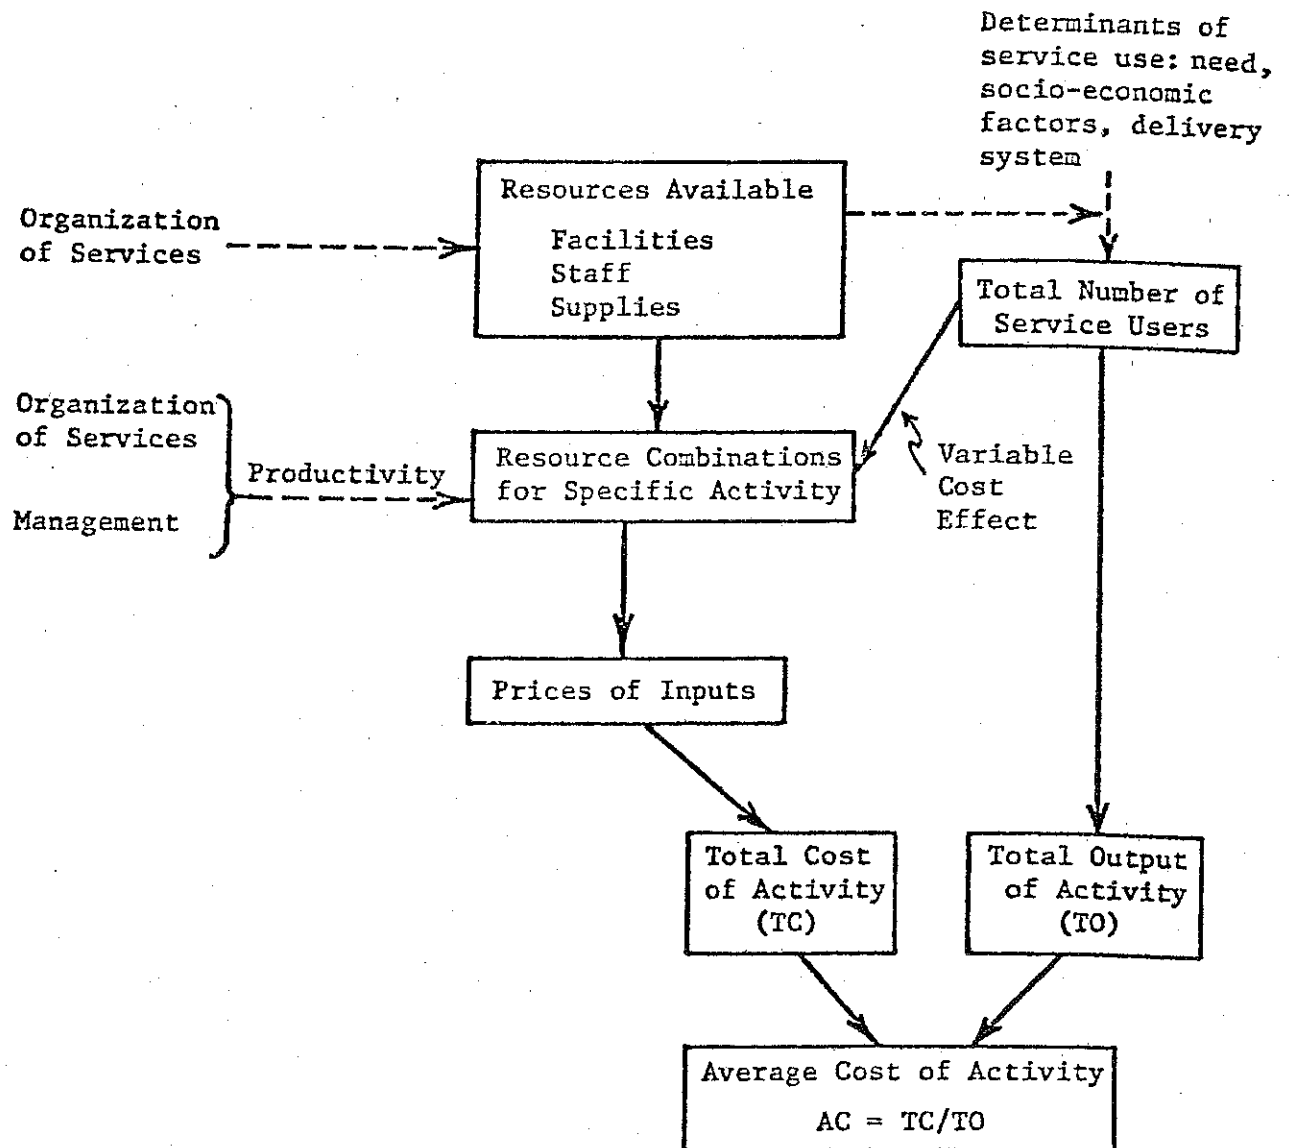 Determinants of
service use: need,
socio-economic
factors, delivery
system
Resources Available
Facilities
Staff
Supplies
Organization
of Services
Total Number of
Service Users
Organization
of Services
Management
Productivity
Resource Combinations
for Specific Activity
Variable
Cost
Effect
Prices of Inputs
Total Cost
of Activity
(TC)
Total Output
of Activity
(TO)
Average Cost of Activity
AC = TC/TO